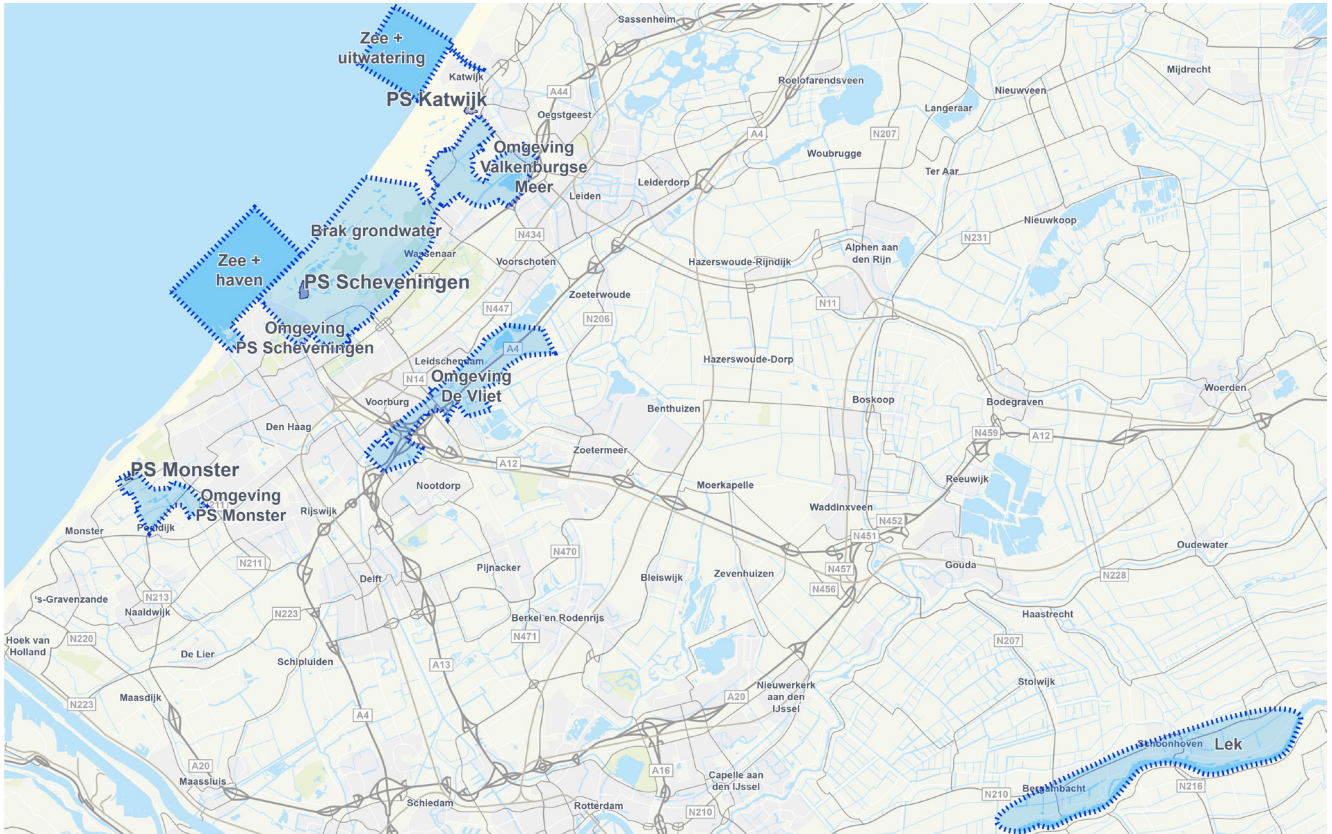 Sassenheim
Zee +
uitwatering
Katwijk
PS Katwijk
A44
Oegstgeest
Roelofarendsveen
Mijdrecht
Nieuwveen
Langeraar
A4
N207
Woubrugge
Ter Aar
Omgeving
Valkenburgse
Meer
Leiderdorp
Leiden
Nieuwkoop
Brak grondwater
N434
N231
Wassenaar
Voorschoten
Hazerswoude-Rijndijk
Alphen aan
den Rijn
Zee +
haven
PS Scheveningen
Zoeterwoude
N11
N447
N206
Omgeving
PS Scheveningen
Leidschendam
A4
Hazerswoude-Dorp
N14
Omgeving
De Vliet
Woerden
Voorburg
Benthuizen
Boskoop
Bodegraven
Den Haag
N459
A12
Zoetermeer
A12
PS Monster
Nootdorp
Moerkapelle
Reeuwijk
Omgeving
PS Monster
N211
Rijswijk
Waddinxveen
N452
Monster
Poeldijk
N451
Oudewater
N211
N470
Pijnacker
Bleiswijk
Zevenhuizen
N457
Gouda
N228
Delft
N456
's-Gravenzande
N213
Naaldwijk
N223
Berkel en Rodenrijs
Haastrecht
Hoek van
Holland
N220
N471
N207
De Lier
Schipluiden
A13
Stolwijk
Maasdijk
N223
A20
Nieuwerkerk
aan den
IJssel
A4
Schoonhoven
Lek
A20
Maassluis
A16
Capelle aan
den IJssel
N216
Bergambacht
N210
Schiedam
Rotterdam
N210